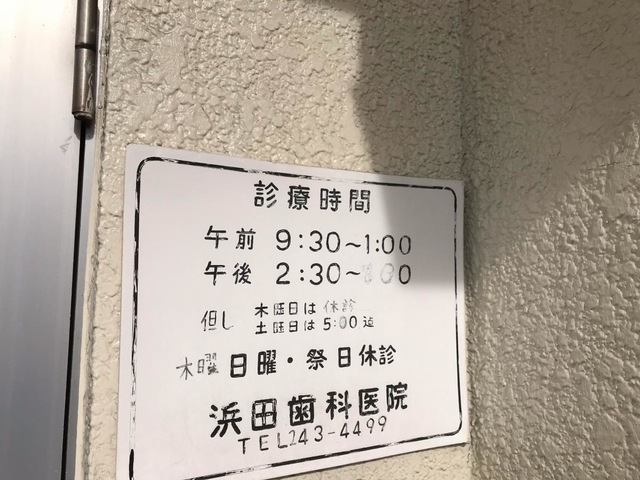 診療時間
午前 9:30～1:00
午後 2:30～
但し 木曜日は休診
土曜日は5:00迄
木曜 日曜・祭日休診
浜田歯科医院
TEL243-4499